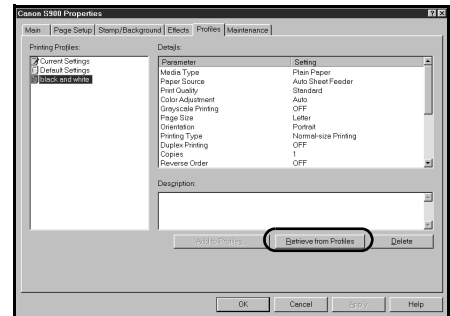 Canon S900 Properties
Main Page Setup Stamp/Background Effects Profiles Maintenance
Printing Profiles: Details:
Current Settings
Default Settings
black and white
Parameter Setting
Media Type Plain Paper
Paper Source Auto Sheet Feeder
Print Quality Standard
Color Adjustment Auto
Grayscale Printing OFF
Page Size Letter
Orientation Portrait
Printing Type Normal-size Printing
Duplex Printing OFF
Copies 1
Reverse Order OFF
Description:
Add to Profiles Retrieve from Profiles Delete
OK Cancel Apply Help